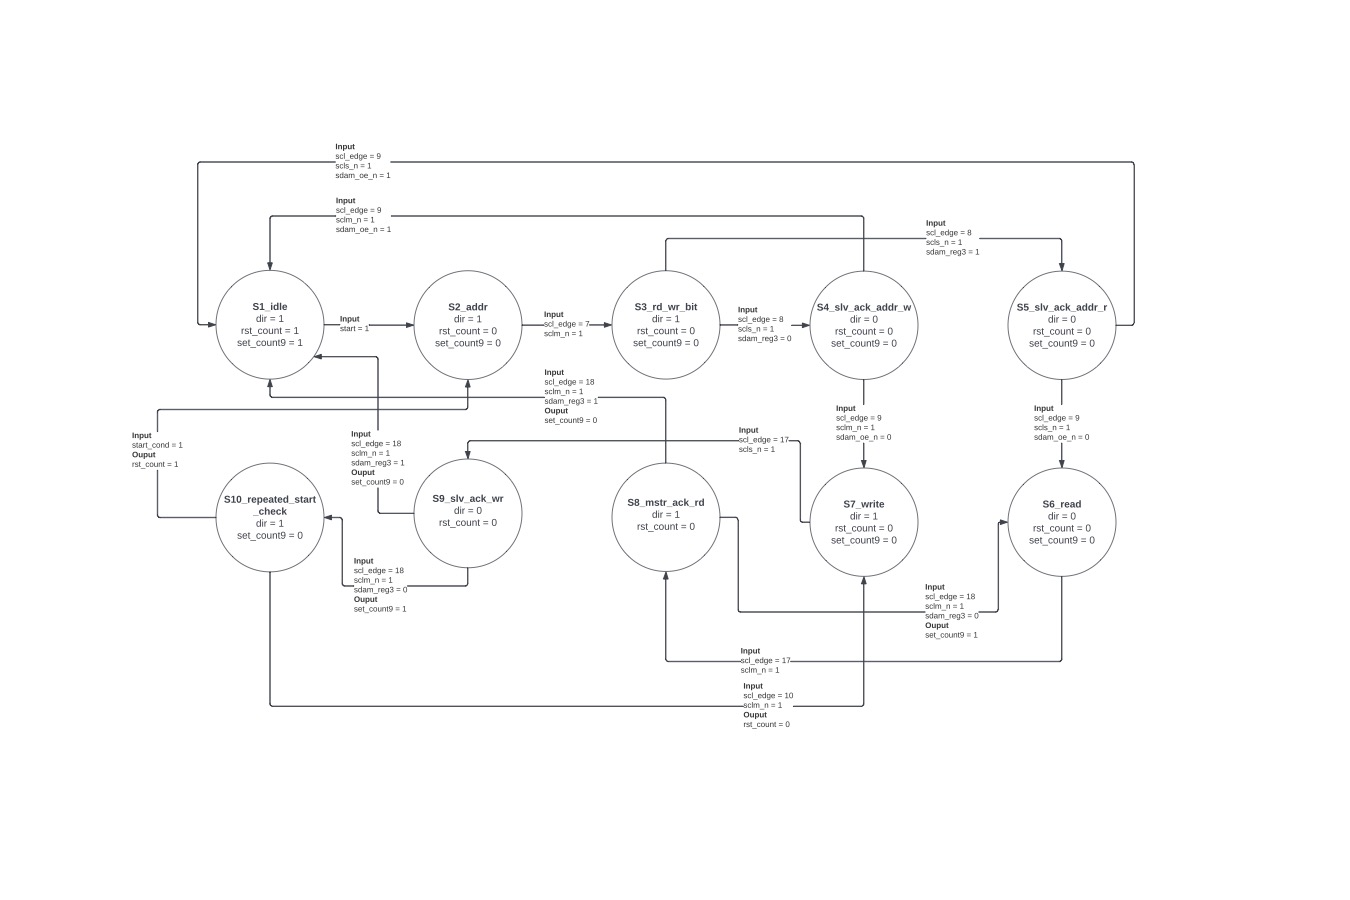 Input
scl_edge = 9
scls_n = 1
sdam_oe_n = 1
Input
scl_edge = 9
sclm_n = 1
sdam_oe_n = 1
Input
scl_edge = 8
scls_n = 1
sdam_reg3 = 1
S1_idle
dir = 1
rst_count = 1
set_count9 = 1
Input
start = 1
S2_addr
dir = 1
rst_count = 0
set_count9 = 0
Input
scl_edge = 7
sclm_n = 1
S3_rd_wr_bit
dir = 1
rst_count = 0
set_count9 = 0
Input
scl_edge = 8
scls_n = 1
sdam_reg3 = 0
S4_slv_ack_addr_w
dir = 0
rst_count = 0
set_count9 = 0
S5_slv_ack_addr_r
dir = 0
rst_count = 0
set_count9 = 0
Input
scl_edge = 18
sclm_n = 1
sdam_reg3 = 1
Ouput
set_count9 = 0
Input
start_cond = 1
Ouput
rst_count = 1
Input
scl_edge = 18
sclm_n = 1
sdam_reg3 = 1
Ouput
set_count9 = 0
Input
scl_edge = 17
scls_n = 1
Input
scl_edge = 9
sclm_n = 1
sdam_oe_n = 0
Input
scl_edge = 9
scls_n = 1
sdam_oe_n = 0
S10_repeated_start
_check
dir = 1
set_count9 = 0
S9_slv_ack_wr
dir = 0
rst_count = 0
S8_mstr_ack_rd
dir = 1
rst_count = 0
S7_write
dir = 1
rst_count = 0
set_count9 = 0
S6_read
dir = 0
rst_count = 0
set_count9 = 0
Input
scl_edge = 18
sclm_n = 1
sdam_reg3 = 0
Ouput
set_count9 = 1
Input
scl_edge = 18
sclm_n = 1
sdam_reg3 = 0
Ouput
set_count9 = 1
Input
scl_edge = 17
sclm_n = 1
Input
scl_edge = 10
sclm_n = 1
Ouput
rst_count = 0